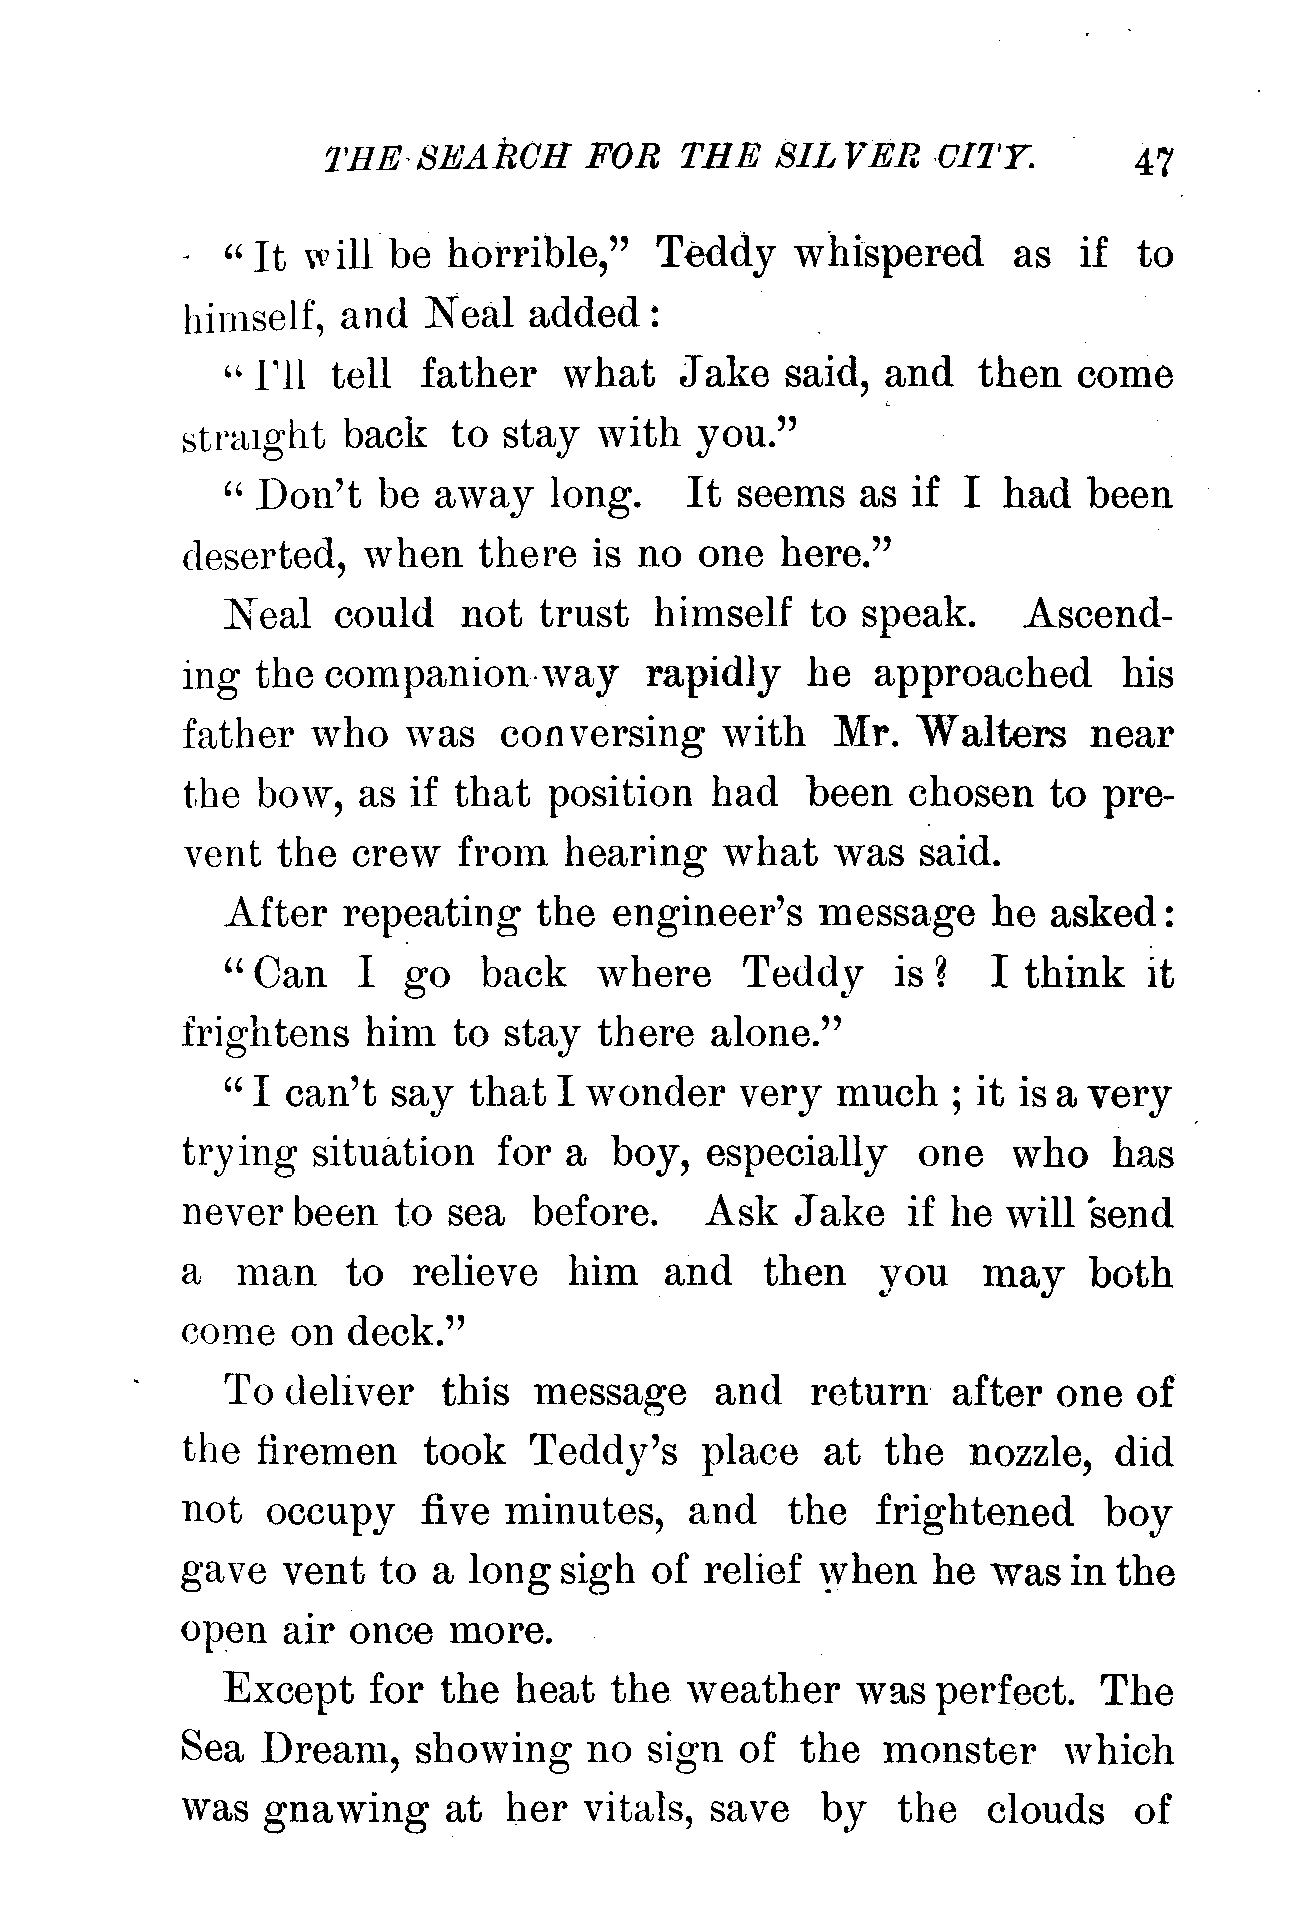 THE SEARCH FOR THE SILVER CITY. 47
“It will be horrible,” Teddy whispered as if to
himself, and Neal added:
“I’ll tell father what Jake said, and then come
straight back to stay with you.”
“Don’t be away long. It seems as if I had been
deserted, when there is no one here.”
Neal could not trust himself to speak. Ascend-
ing the companion-way rapidly he approached his
father who was conversing with Mr. Walters near
the bow, as if that position had been chosen to pre-
vent the crew from hearing what was said.
After repeating the engineer’s message he asked:
“Can I go back where Teddy is? I think it
frightens him to stay there alone.”
“I can’t say that I wonder very much; it is a very
trying situation for a boy, especially one who has
never been to sea before. Ask Jake if he will send
a man to relieve him and then you may both
come on deck.”
To deliver this message and return after one of
the firemen took Teddy’s place at the nozzle, did
not occupy five minutes, and the frightened boy
gave vent to a long sigh of relief when he was in the
open air once more.
Except for the heat the weather was perfect. The
Sea Dream, showing no sign of the monster which
was gnawing at her vitals, save by the clouds of